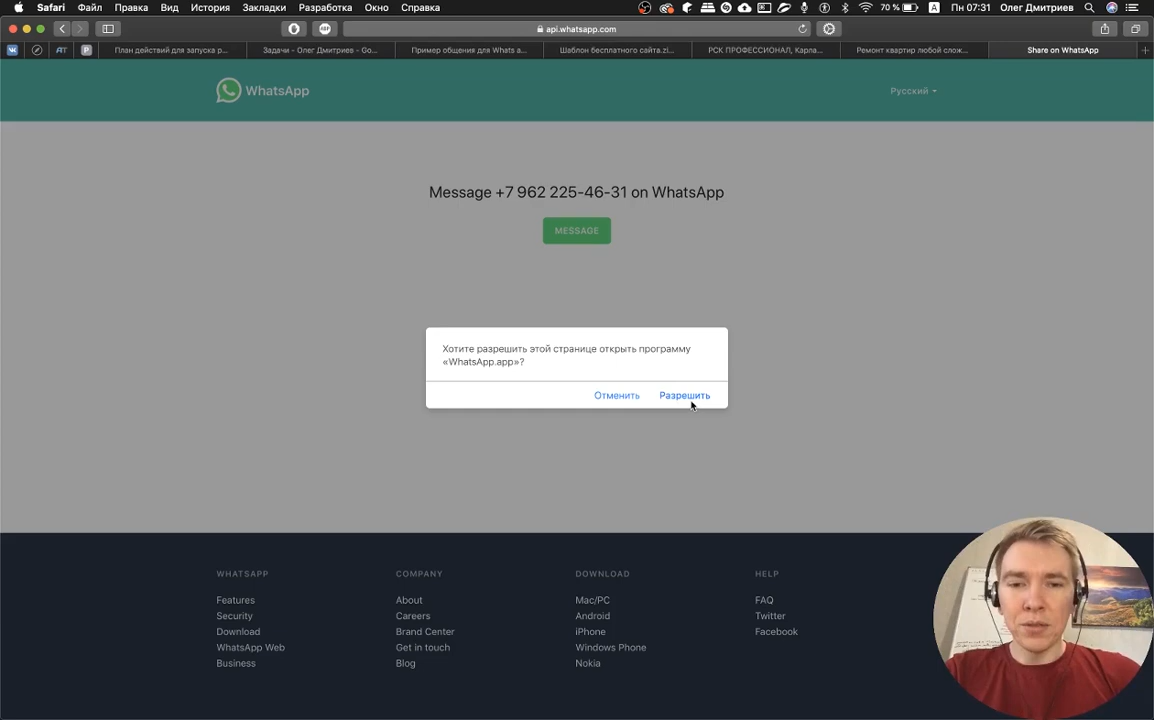 Safari Файл Правка Вид История Закладки Разработка Окно Справка 70 % A Пн 07:31 Олег Дмитриев
api.whatsapp.com
План действий для запуска р... Задачи - Олег Дмитриев - Go... Пример общения для Whats a... Шаблон бесплатного сайта.zi... РСК ПРОФЕССИОНАЛ, Карпа... Ремонт квартир любой слож... Share on WhatsApp
WhatsApp Русский
Message +7 962 225-46-31 on WhatsApp
MESSAGE
Хотите разрешить этой странице открыть программу
«WhatsApp.app»?
Отменить Разрешить
WHATSAPP COMPANY DOWNLOAD HELP
Features About Mac/PC FAQ
Security Careers Android Twitter
Download Brand Center iPhone Facebook
WhatsApp Web Get in touch Windows Phone
Business Blog Nokia